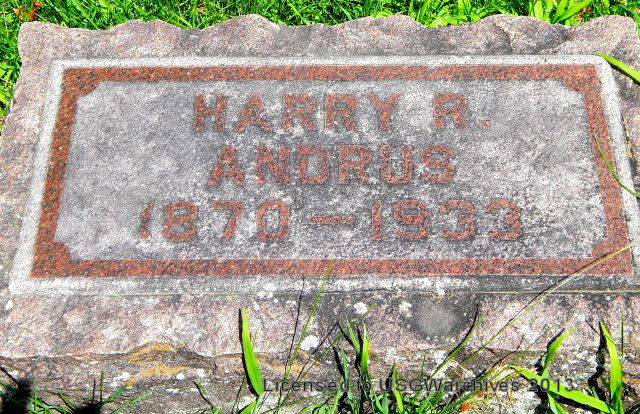 HARRY R.
ANDRUS
1870 — 1933
Licensed to USGWarchives 2013